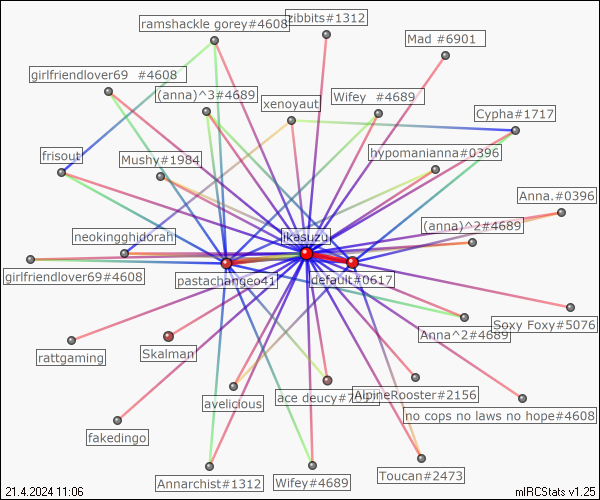 zibbits#1312
ramshackle gorey#4608
Mad #6901
girlfriendlover69 #4608
(anna)^3#4689
Wifey #4689
xenoyaut
Cypha#1717
frisout
Mushy#1984
hypomanianna#0396
Anna.#0396
(anna)^2#4689
neokingghidorah
ikasuzu
girlfriendlover69#4608
pastachangeo41
default#0617
Soxy Foxy#5076
Anna^2#4689
rattgaming
Skalman
ace deucy
AlpineRooster#2156
avelicious
no cops no laws no hope#4608
fakedingo
Toucan#2473
Annarchist#1312
Wifey#4689
21.4.2024 11:06
mIRCStats v1.25